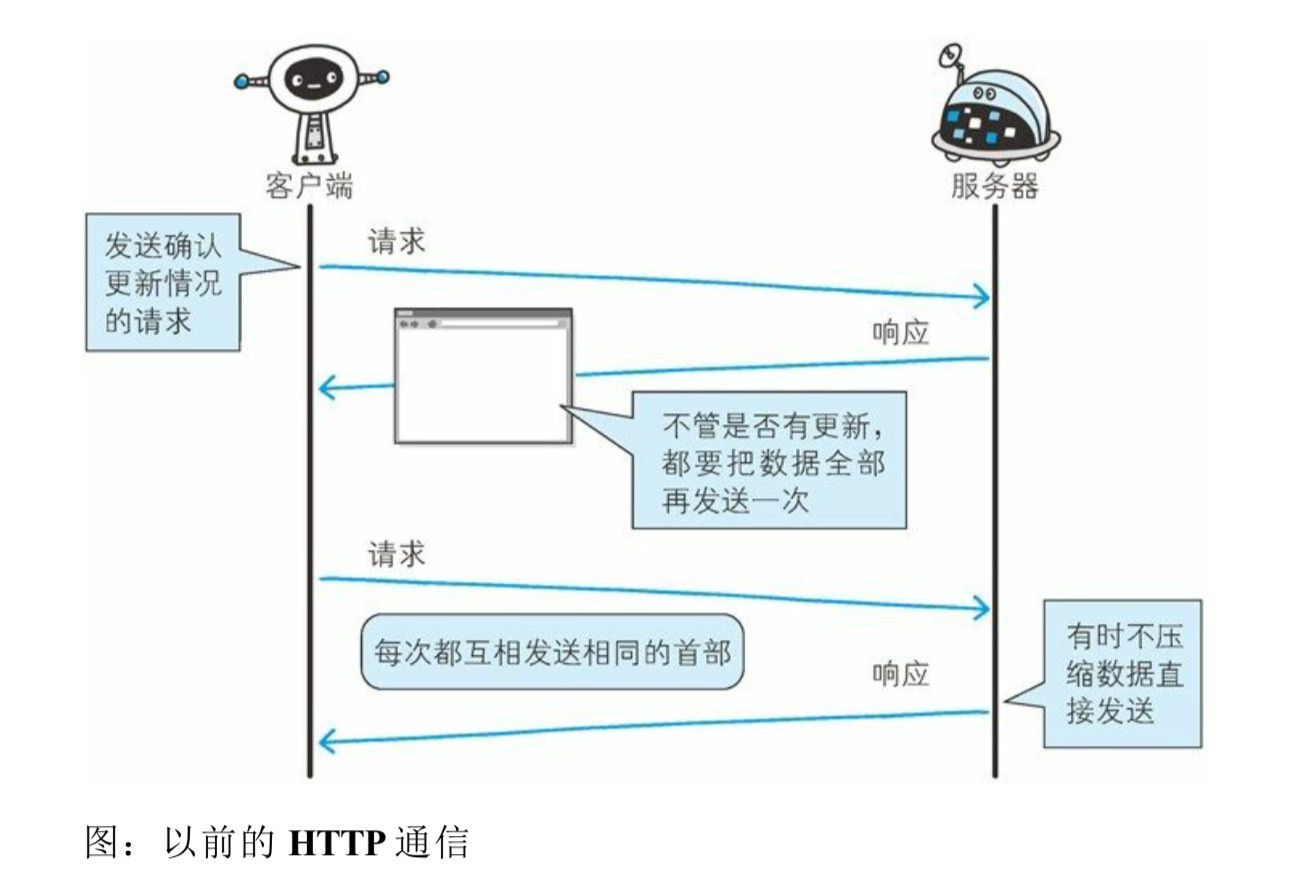 客户端
服务器
发送确认
更新情况
的请求
请求
响应
不管是否有更新，
都要把数据全部
再发送一次
请求
每次都互相发送相同的首部
响应
有时不压
缩数据直
接发送
图：以前的 HTTP 通信